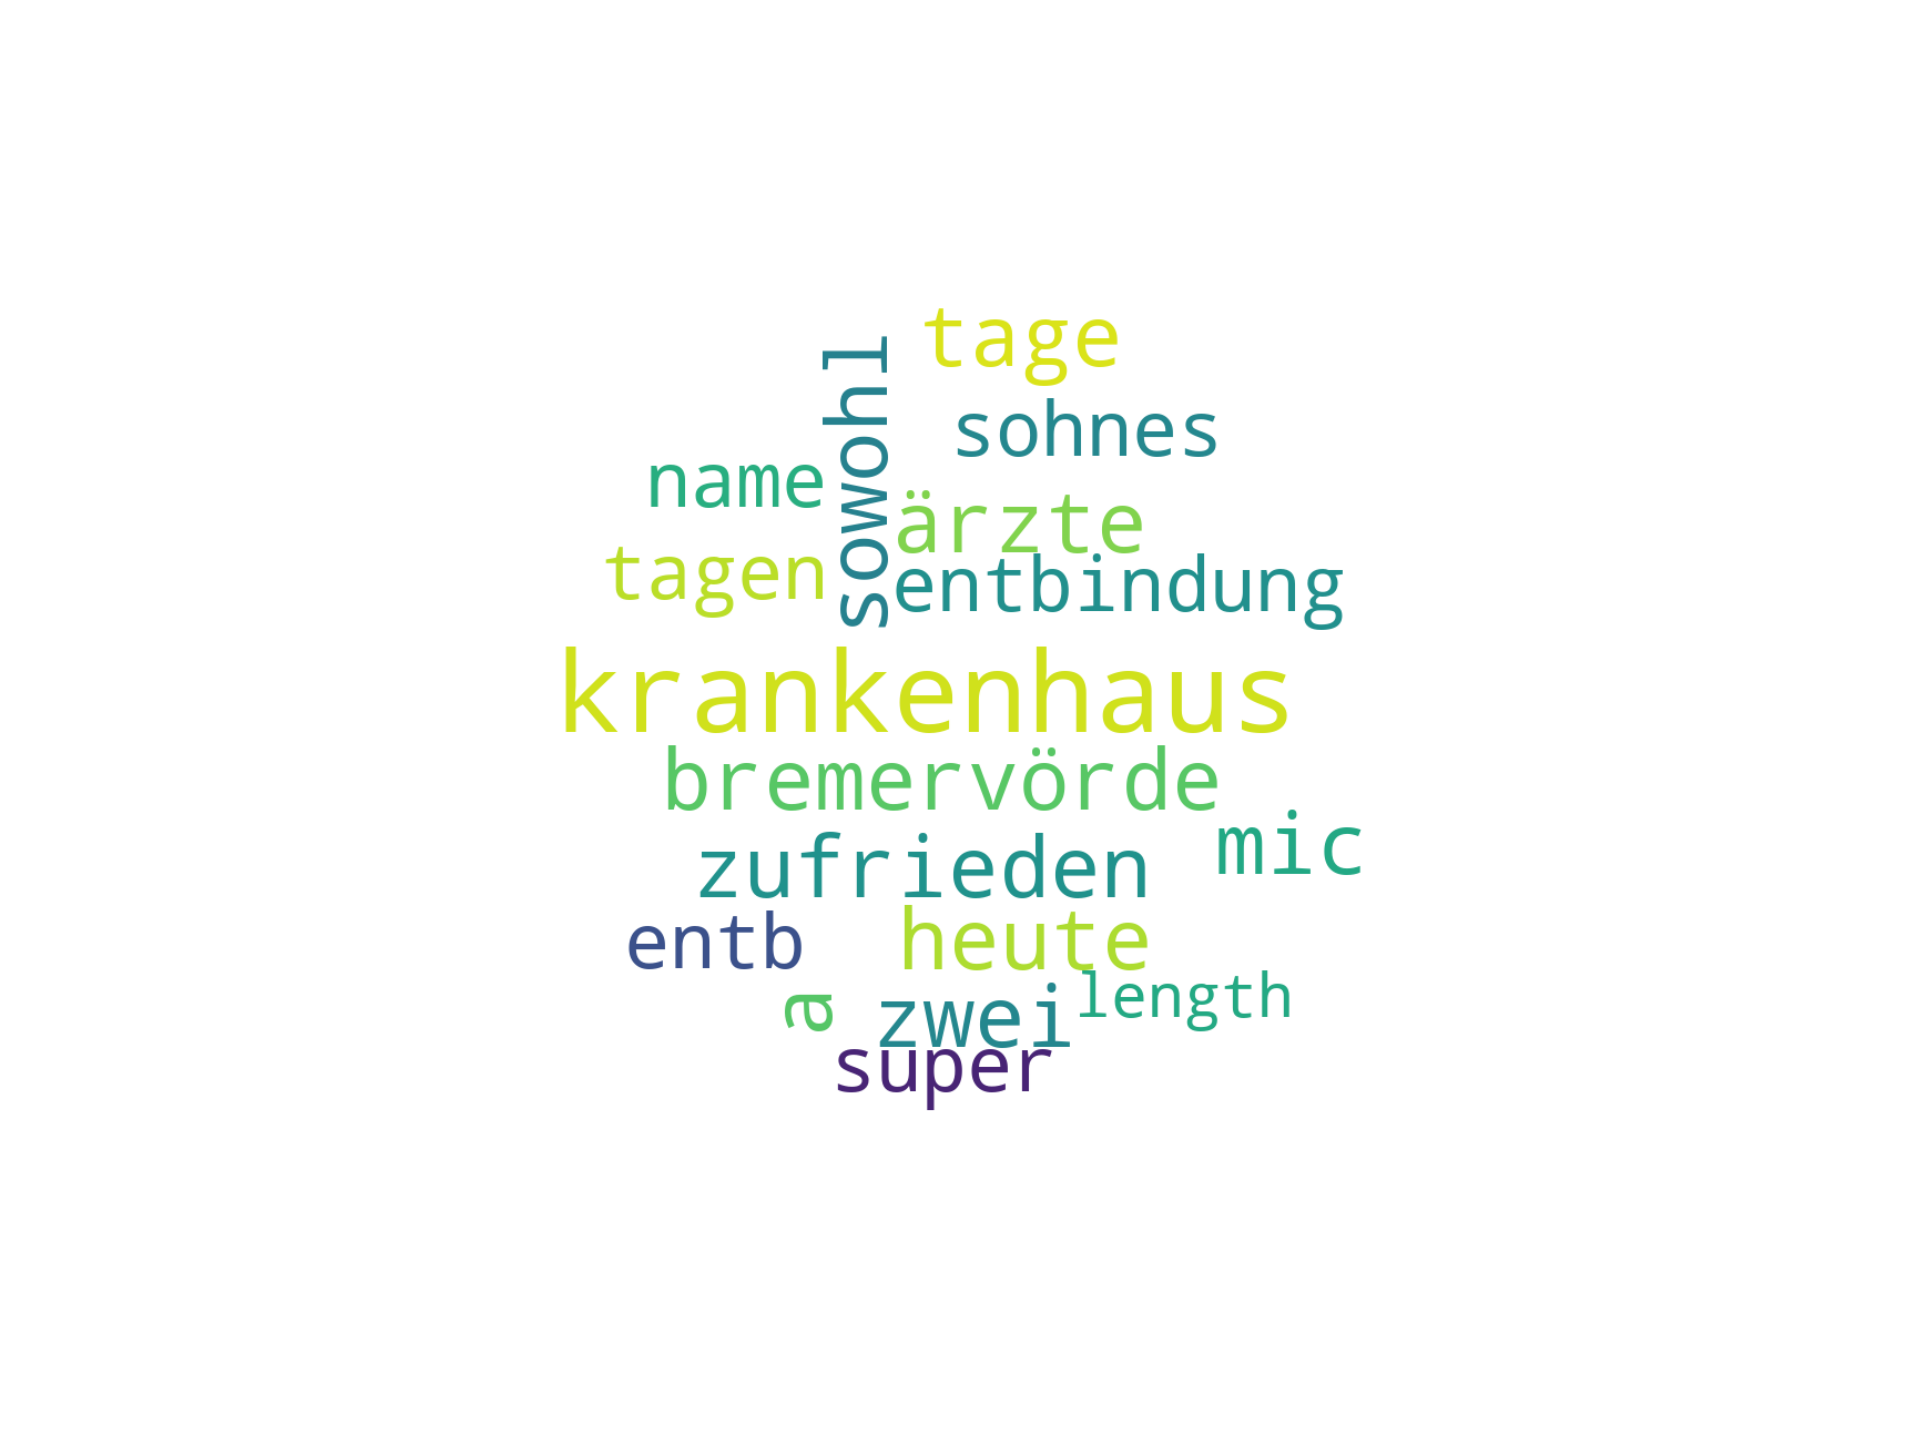 tage
sowohl
sohnes
name
ärzte
tagen
entbindung
krankenhaus
bremervörde
mic
zufrieden
entb
heute
a
zwei
length
super